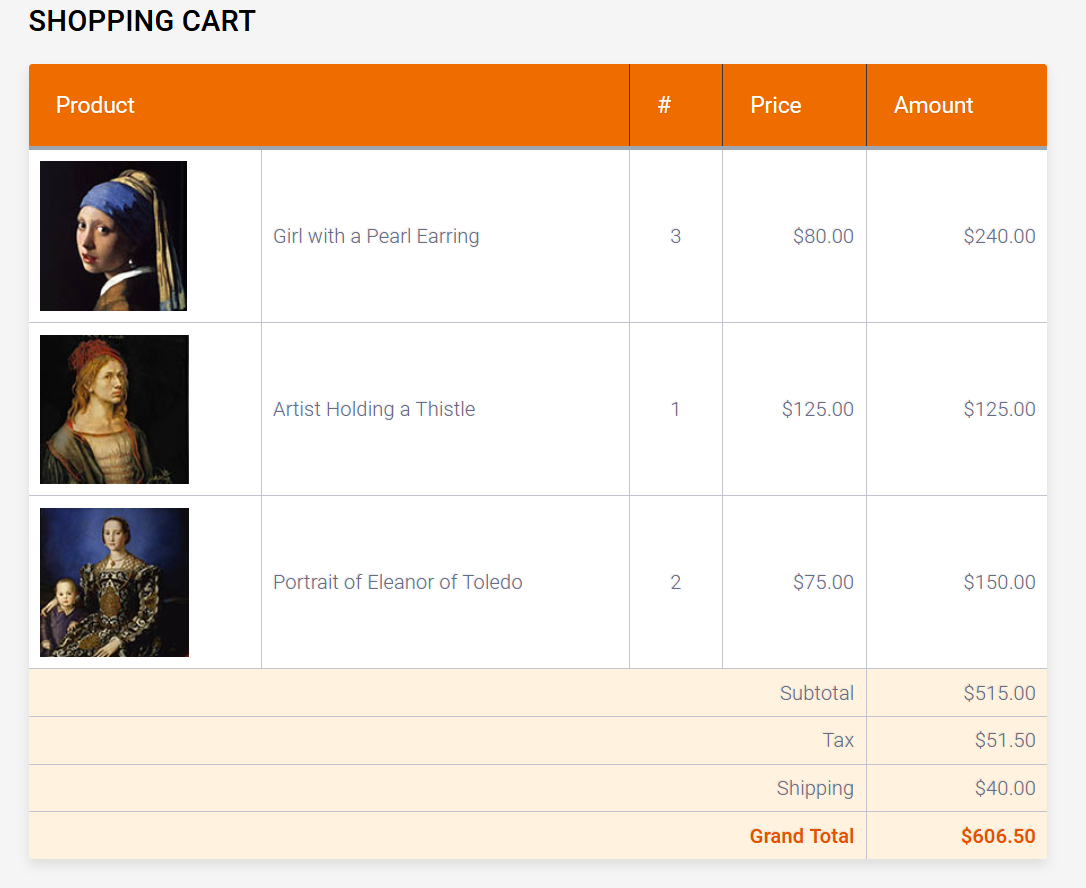 SHOPPING CART
Product # Price Amount
Girl with a Pearl Earring 3 $80.00 $240.00
Artist Holding a Thistle 1 $125.00 $125.00
Portrait of Eleanor of Toledo 2 $75.00 $150.00
Subtotal $515.00
Tax $51.50
Shipping $40.00
Grand Total $606.50